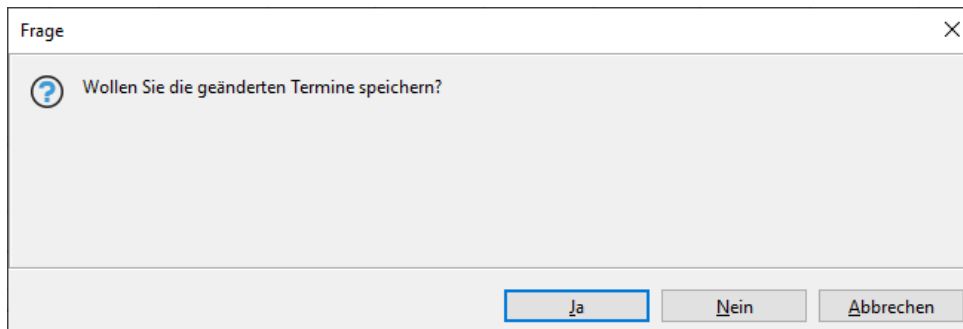 Frage
Wollen Sie die geänderten Termine speichern?
Ja
Nein
Abbrechen